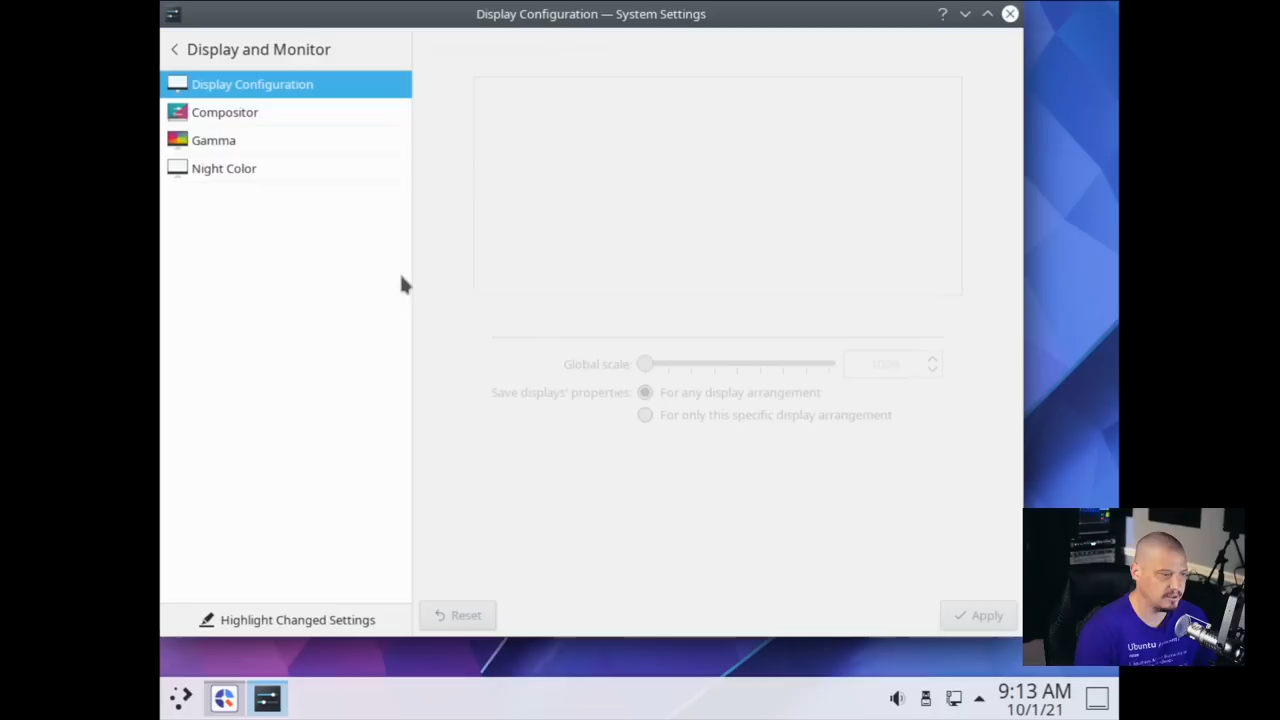 Display Configuration — System Settings
Display and Monitor
Display Configuration
Compositor
Gamma
Night Color
Highlight Changed Settings
Global scale:
100%
Save displays' properties:
For any display arrangement
For only this specific display arrangement
Reset
Apply
Ubuntu
9:13 AM
10/1/21